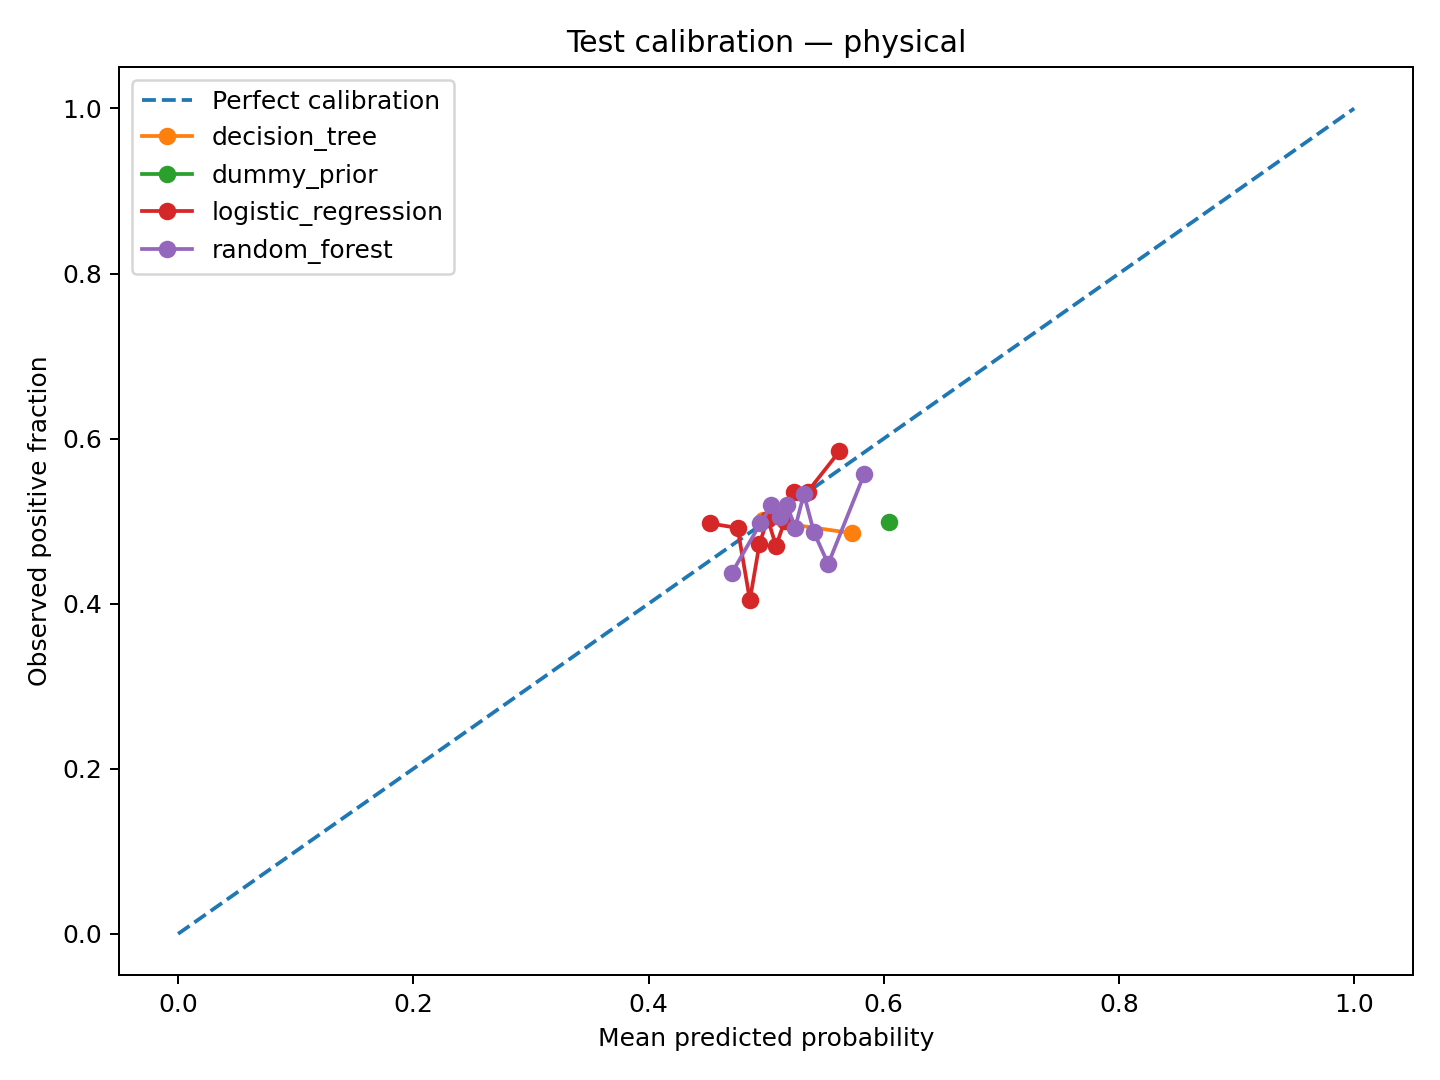 Test calibration — physical
Perfect calibration
decision_tree
dummy_prior
logistic_regression
random_forest
1.0
0.8
0.6
0.4
0.2
0.0
Observed positive fraction
0.0 0.2 0.4 0.6 0.8 1.0
Mean predicted probability